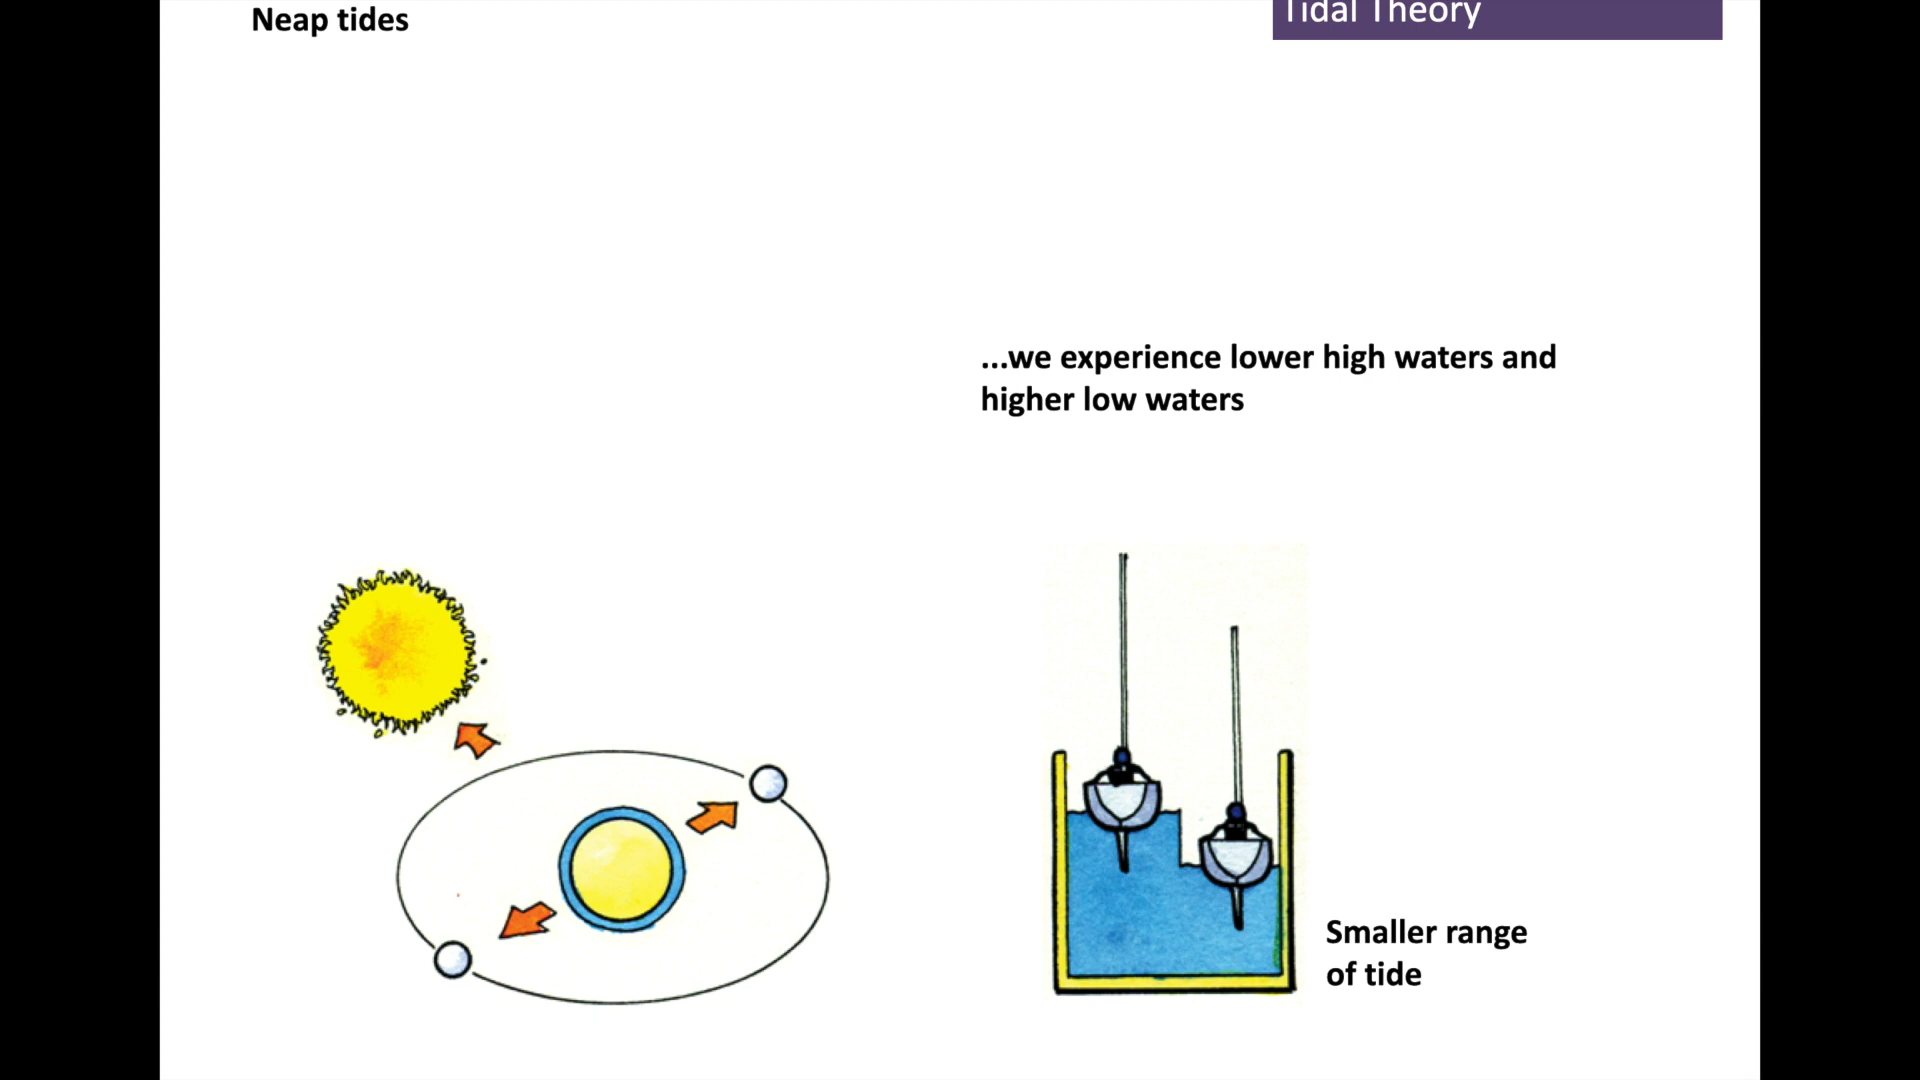 Neap tides
Tidal Theory
...we experience lower high waters and
higher low waters
Smaller range
of tide